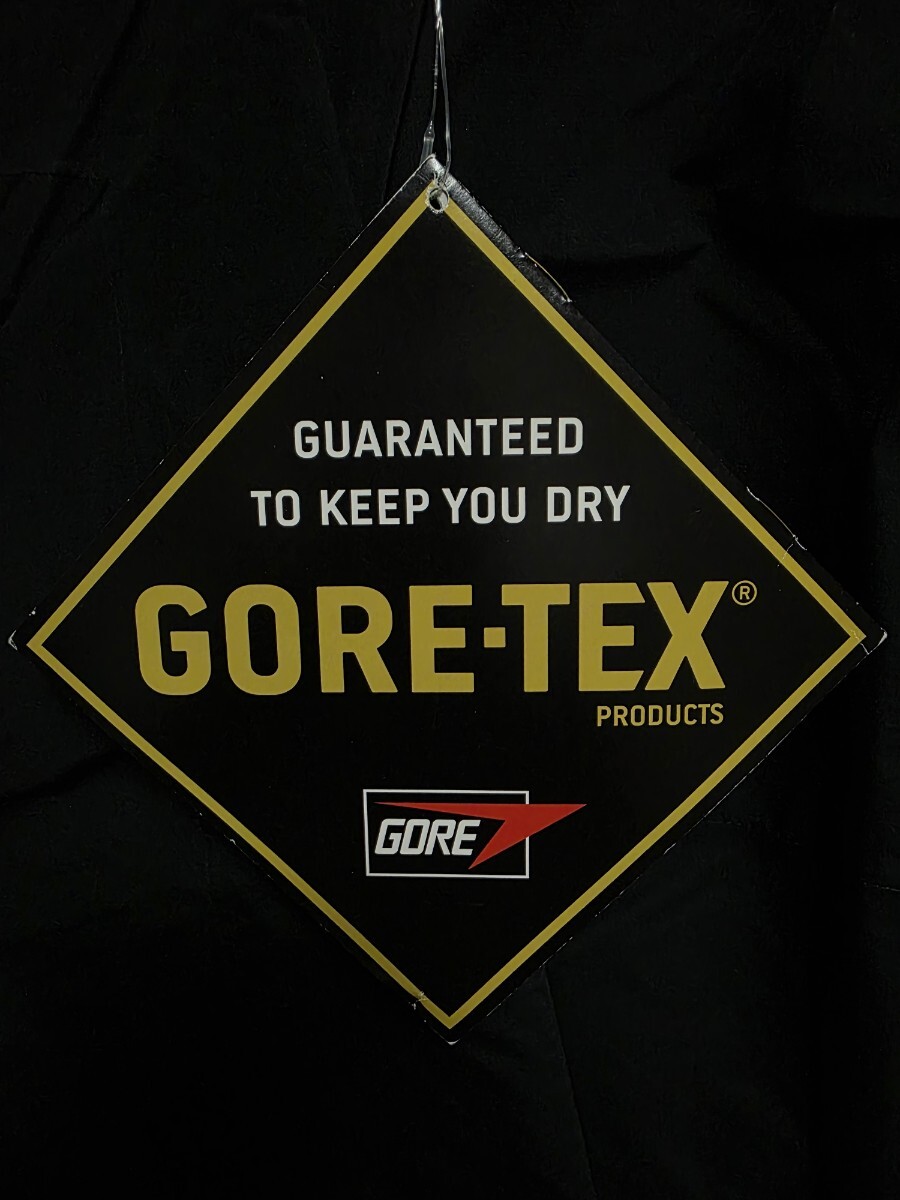 GUARANTEED
TO KEEP YOU DRY
GORE·TEX®
PRODUCTS
GORE